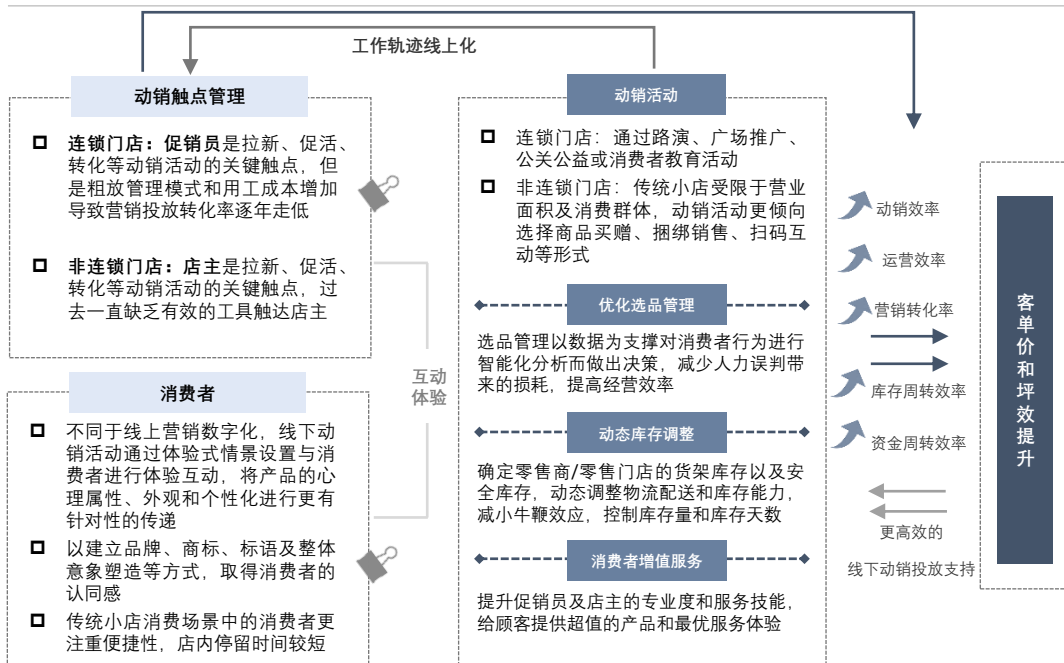 工作轨迹线上化
动销触点管理
连锁门店：促销员是拉新、促活、
转化等动销活动的关键触点，但
是粗放管理模式和用工成本增加
导致营销投放转化率逐年走低
非连锁门店：店主是拉新、促活、
转化等动销活动的关键触点，过
去一直缺乏有效的工具触达店主
消费者
不同于线上营销数字化，线下动
销活动通过体验式情景设置与消
费者进行体验互动，将产品的心
理属性、外观和个性化进行更有
针对性的传递
以建立品牌、商标、标语及整体
意象塑造等方式，取得消费者的
认同感
传统小店消费场景中的消费者更
注重便捷性，店内停留时间较短
互动
体验
动销活动
连锁门店：通过路演、广场推广、
公关公益或消费者教育活动
非连锁门店：传统小店受限于营业
面积及消费群体，动销活动更倾向
选择商品买赠、捆绑销售、扫码互
动等形式
优化选品管理
选品管理以数据为支撑对消费者行为进行
智能化分析而做出决策，减少人力误判带
来的损耗，提高经营效率
动态库存调整
确定零售商/零售门店的货架库存以及安
全库存，动态调整物流配送和库存能力，
减小牛鞭效应，控制库存量和库存天数
消费者增值服务
提升促销员及店主的专业度和服务技能，
给顾客提供超值的产品和最优服务体验
动销效率
运营效率
营销转化率
库存周转效率
资金周转效率
更高效的
线下动销投放支持
客单价和坪效提升